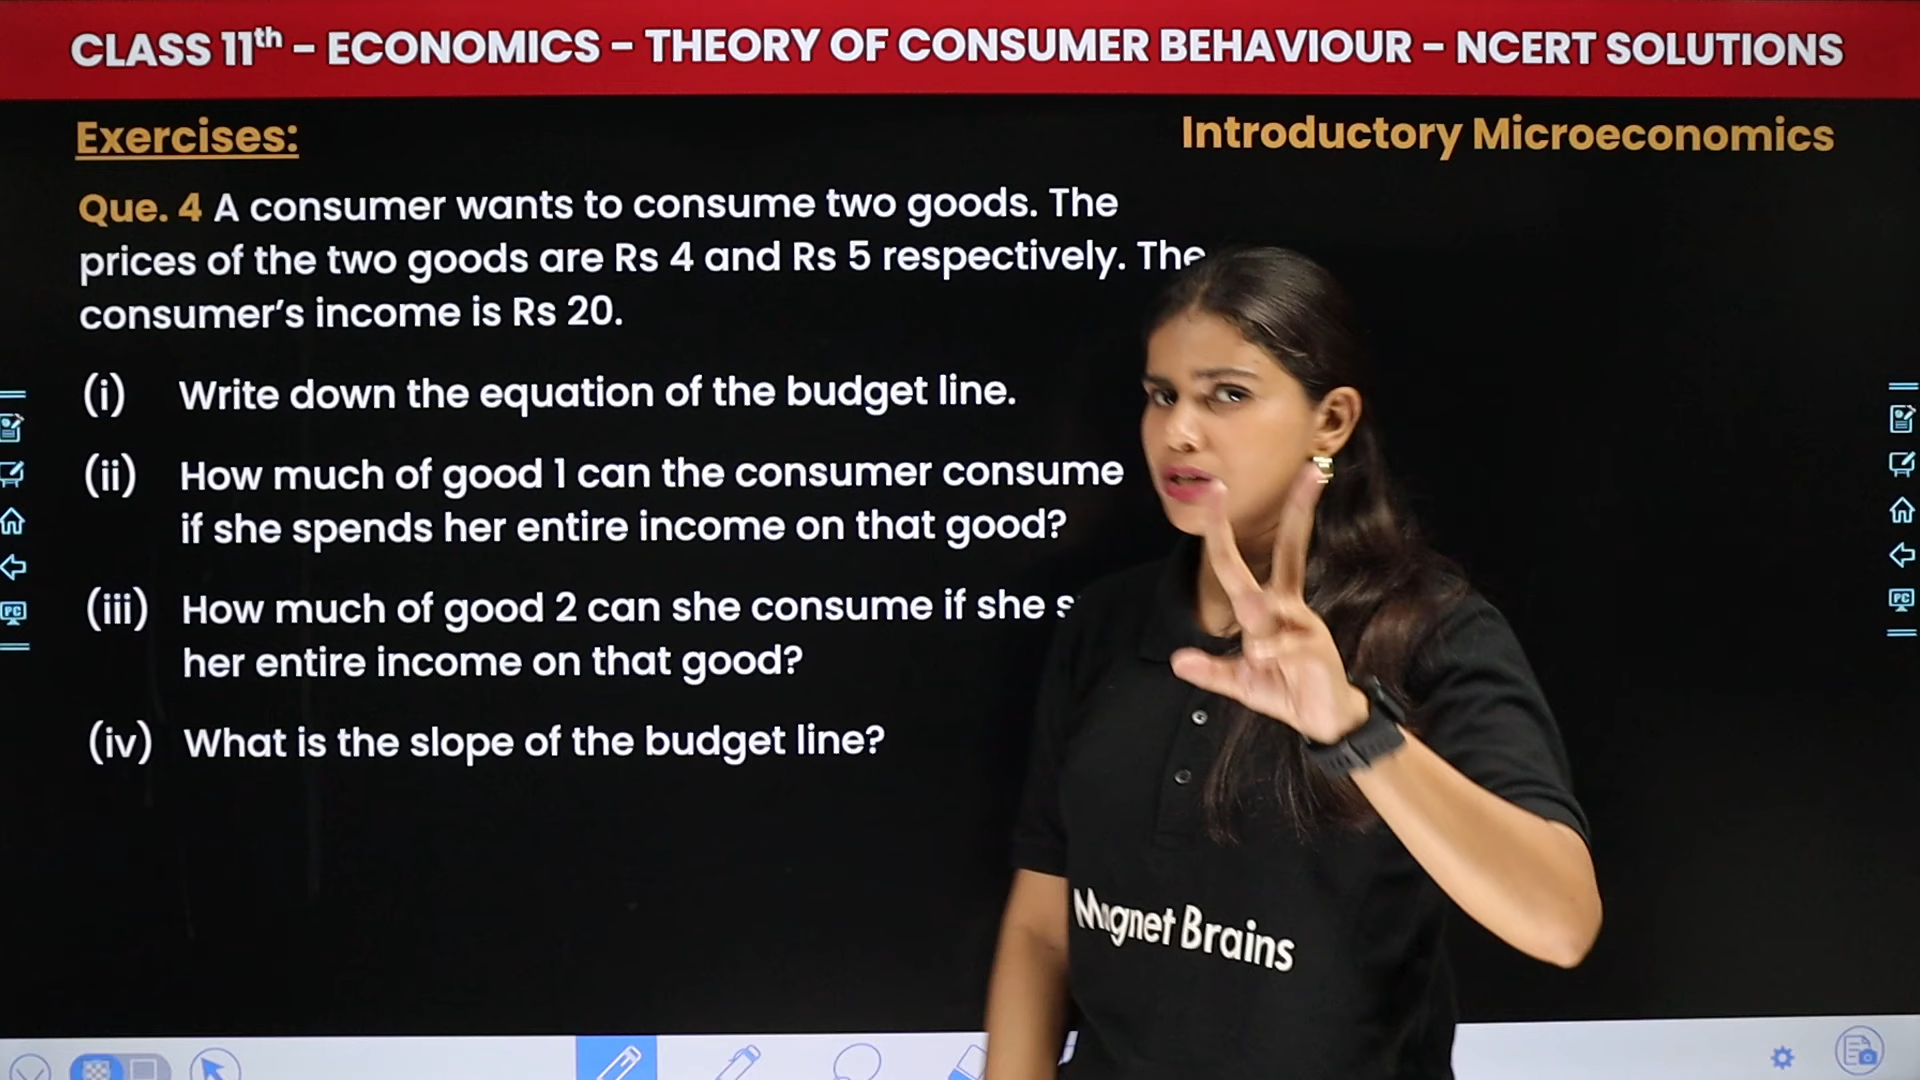 CLASS 11th – ECONOMICS – THEORY OF CONSUMER BEHAVIOUR – NCERT SOLUTIONS
Exercises:
Introductory Microeconomics
Que. 4 A consumer wants to consume two goods. The
prices of the two goods are Rs 4 and Rs 5 respectively. The
consumer's income is Rs 20.
(i) Write down the equation of the budget line.
(ii) How much of good 1 can the consumer consume
if she spends her entire income on that good?
(iii) How much of good 2 can she consume if she
her entire income on that good?
(iv) What is the slope of the budget line?
Magnet Brains
PC
PC